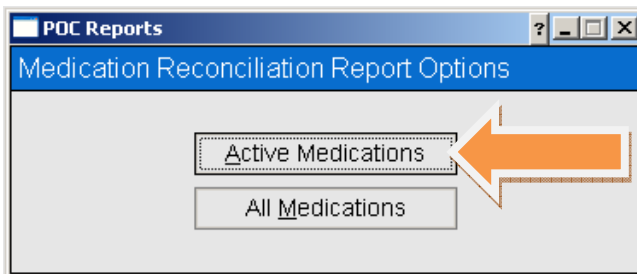 POC Reports
Medication Reconciliation Report Options
Active Medications
All Medications